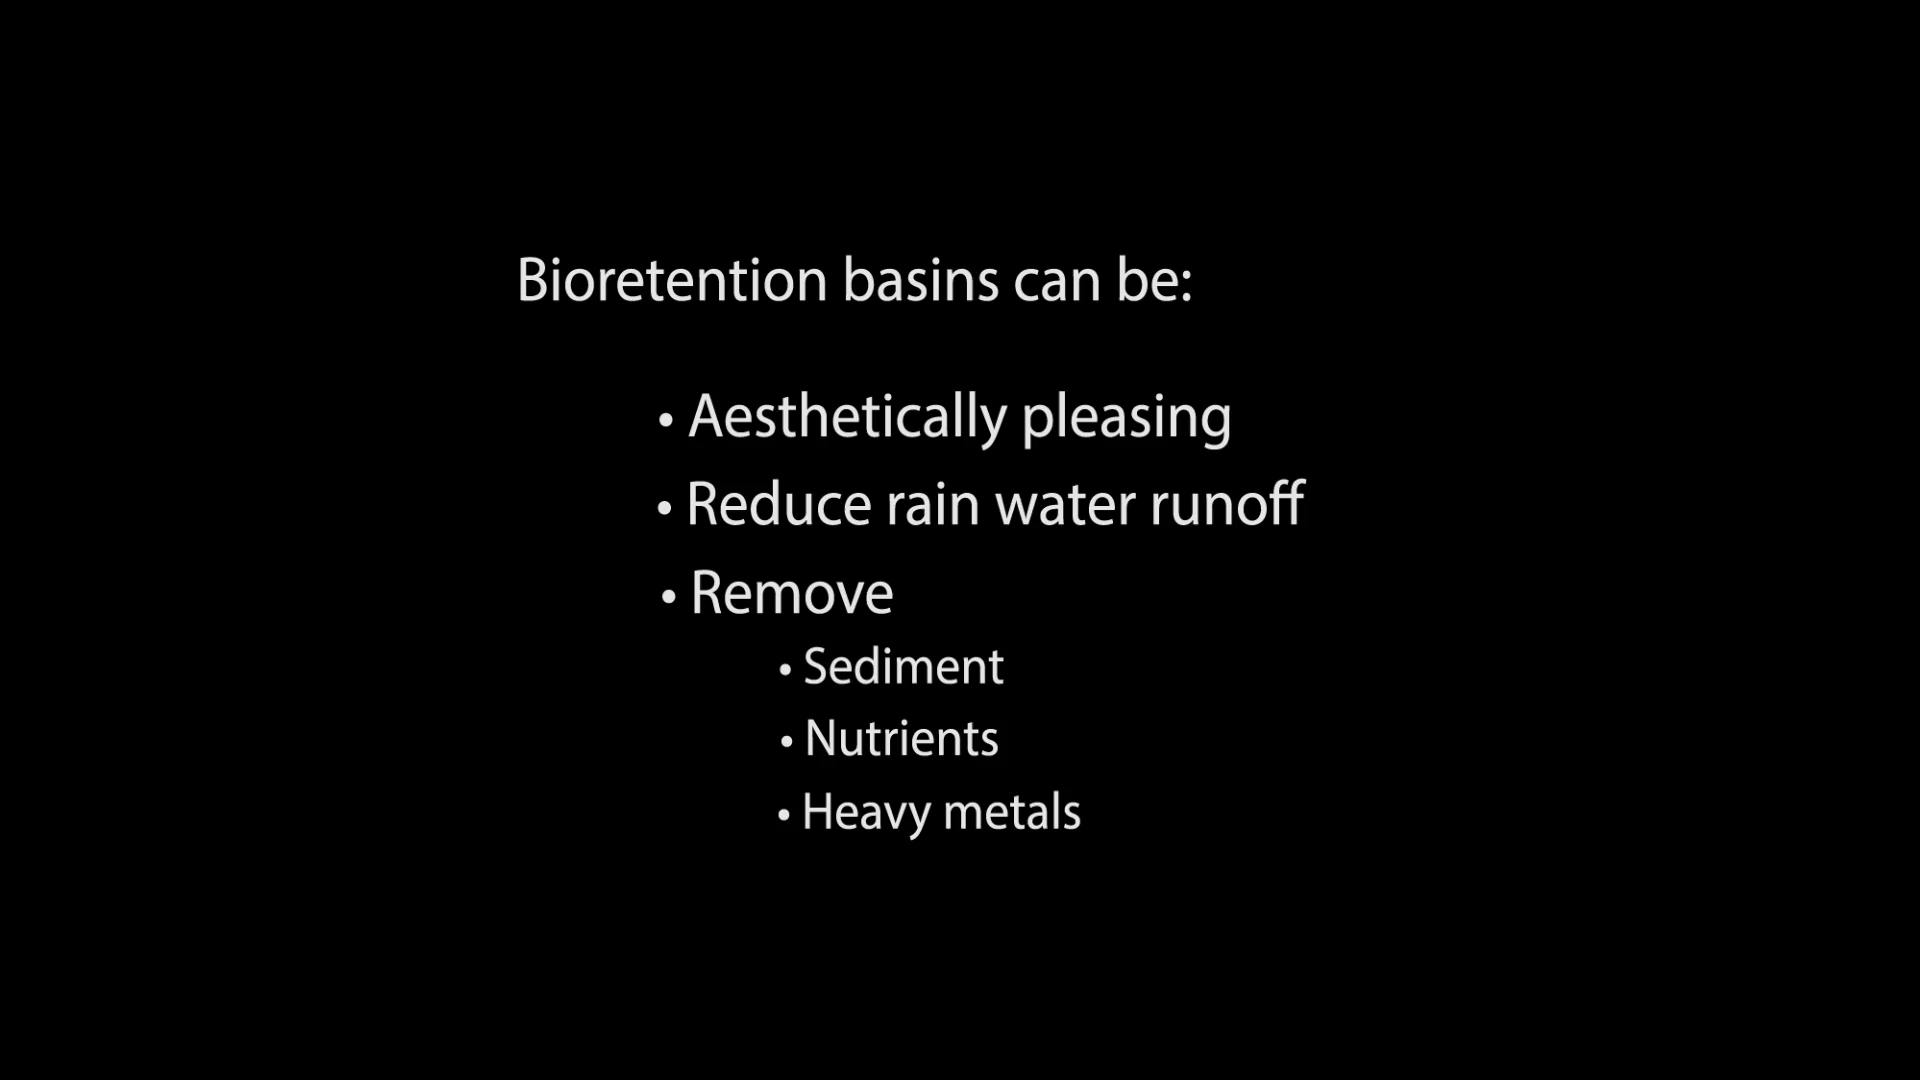 Bioretention basins can be:
• Aesthetically pleasing
• Reduce rain water runoff
• Remove
• Sediment
• Nutrients
• Heavy metals